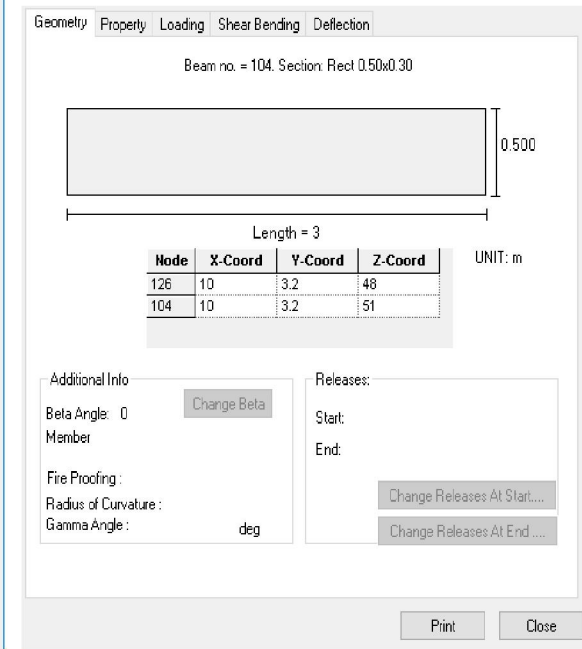 Geometry Property Loading Shear Bending Deflection
Beam no. = 104. Section: Rect 0.50x0.30
0.500
Length = 3
UNIT: m
Node X-Coord Y-Coord Z-Coord
126 10 3.2 48
104 10 3.2 51
Additional Info
Beta Angle: 0 Change Beta
Member
Fire Proofing :
Radius of Curvature :
Gamma Angle : deg
Releases:
Start:
End:
Change Releases At Start....
Change Releases At End ....
Print Close